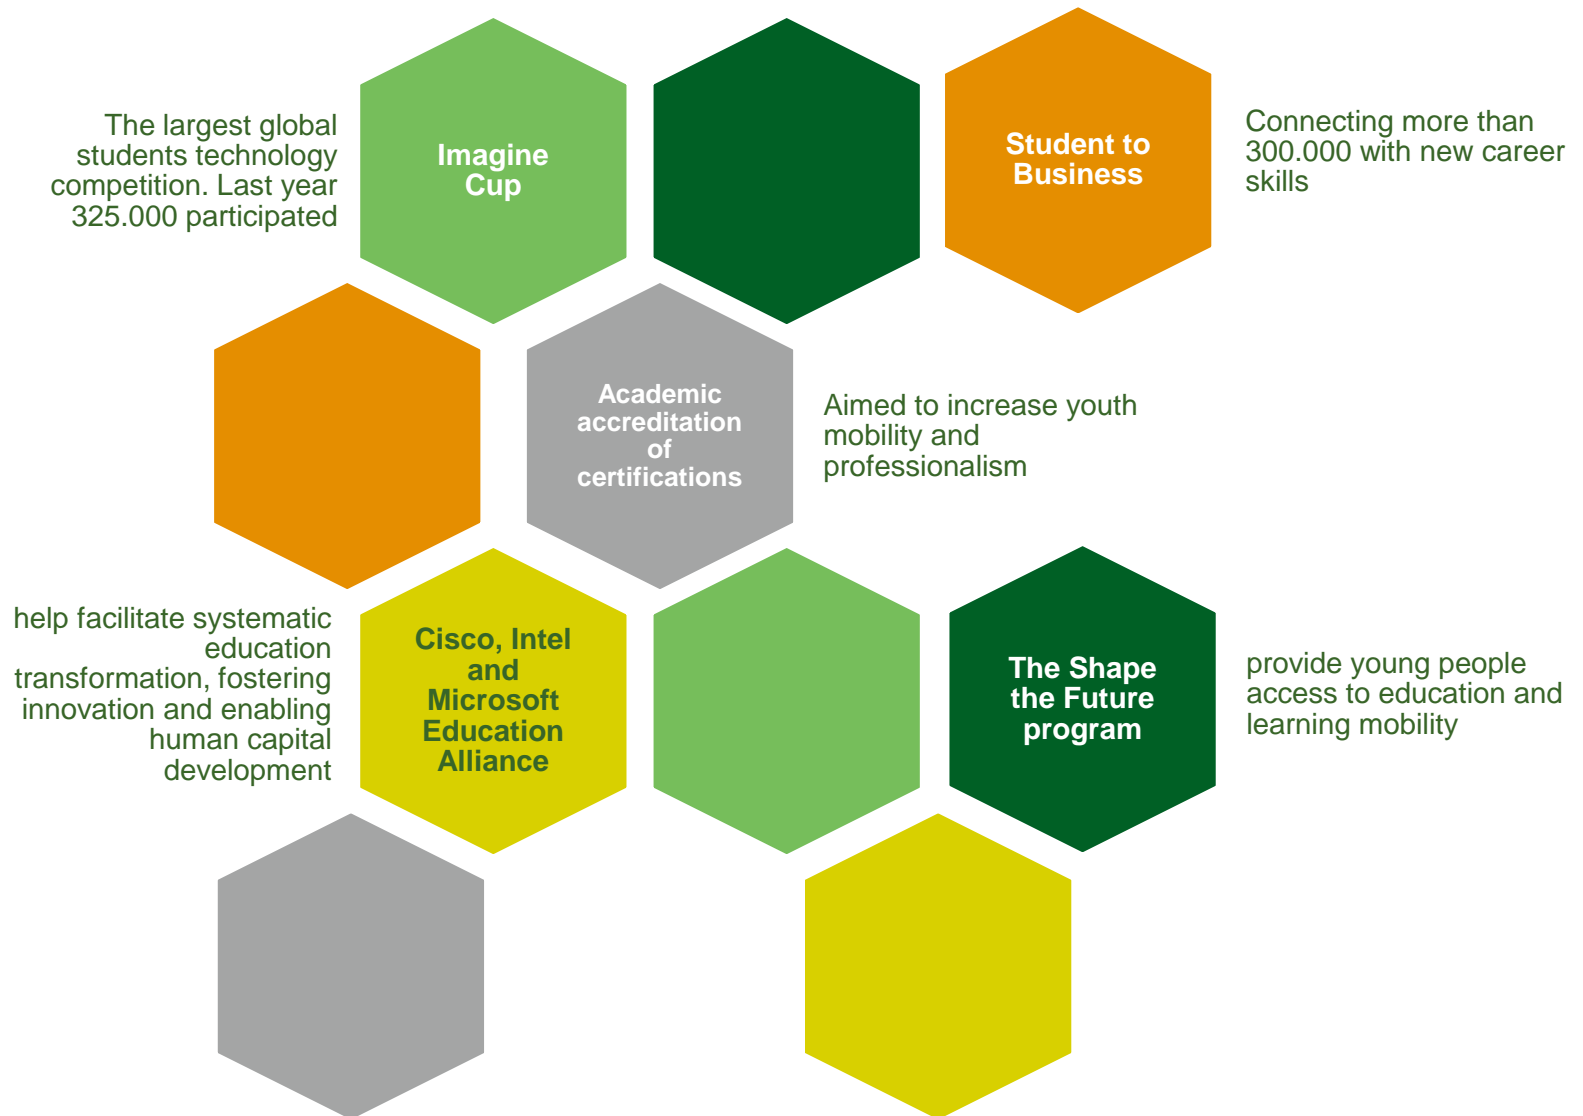 The largest global
students technology
competition. Last year
325.000 participated
Imagine
Cup
Student to
Business
Connecting more than
300.000 with new career
skills
Academic
accreditation
of
certifications
Aimed to increase youth
mobility and
professionalism
help facilitate systematic
education
transformation, fostering
innovation and enabling
human capital
development
Cisco, Intel
and
Microsoft
Education
Alliance
The Shape
the Future
program
provide young people
access to education and
learning mobility